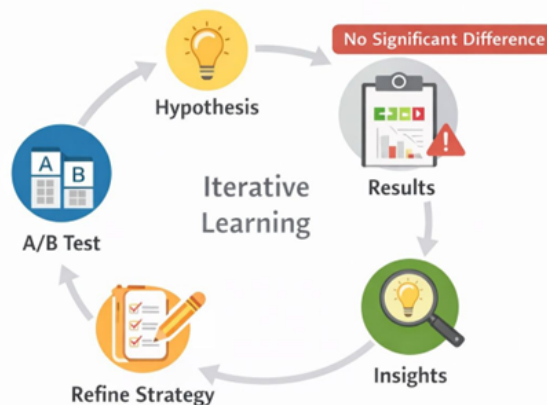 No Significant Difference
Hypothesis
Results
Iterative
Learning
A
B
A/B Test
Insights
Refine Strategy